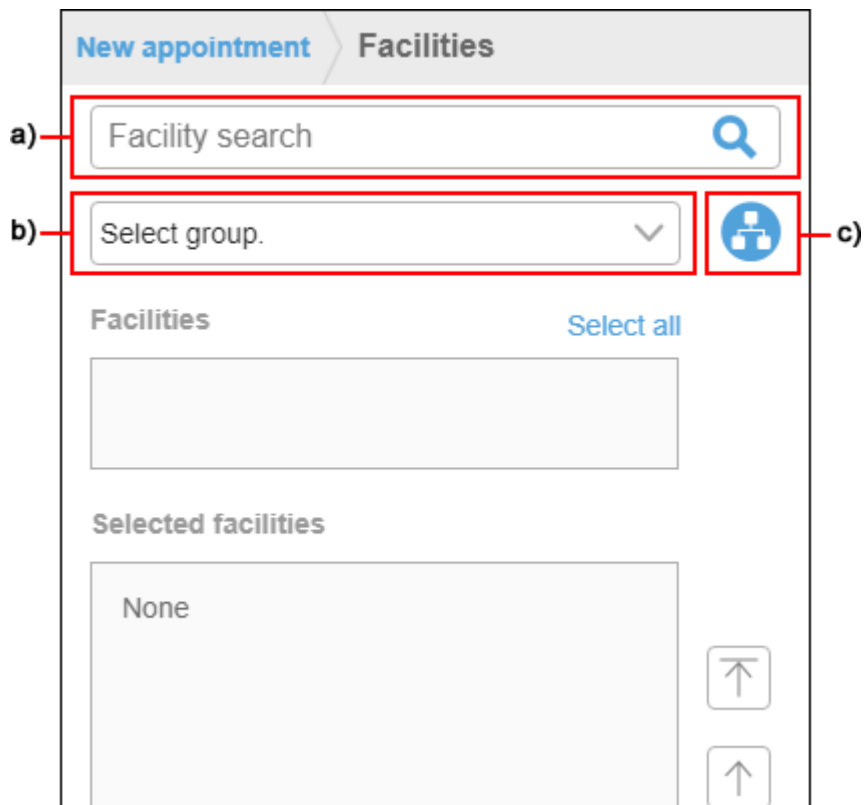 New appointment Facilities
a) Facility search
b) Select group. c)
Facilities Select all
Selected facilities
None